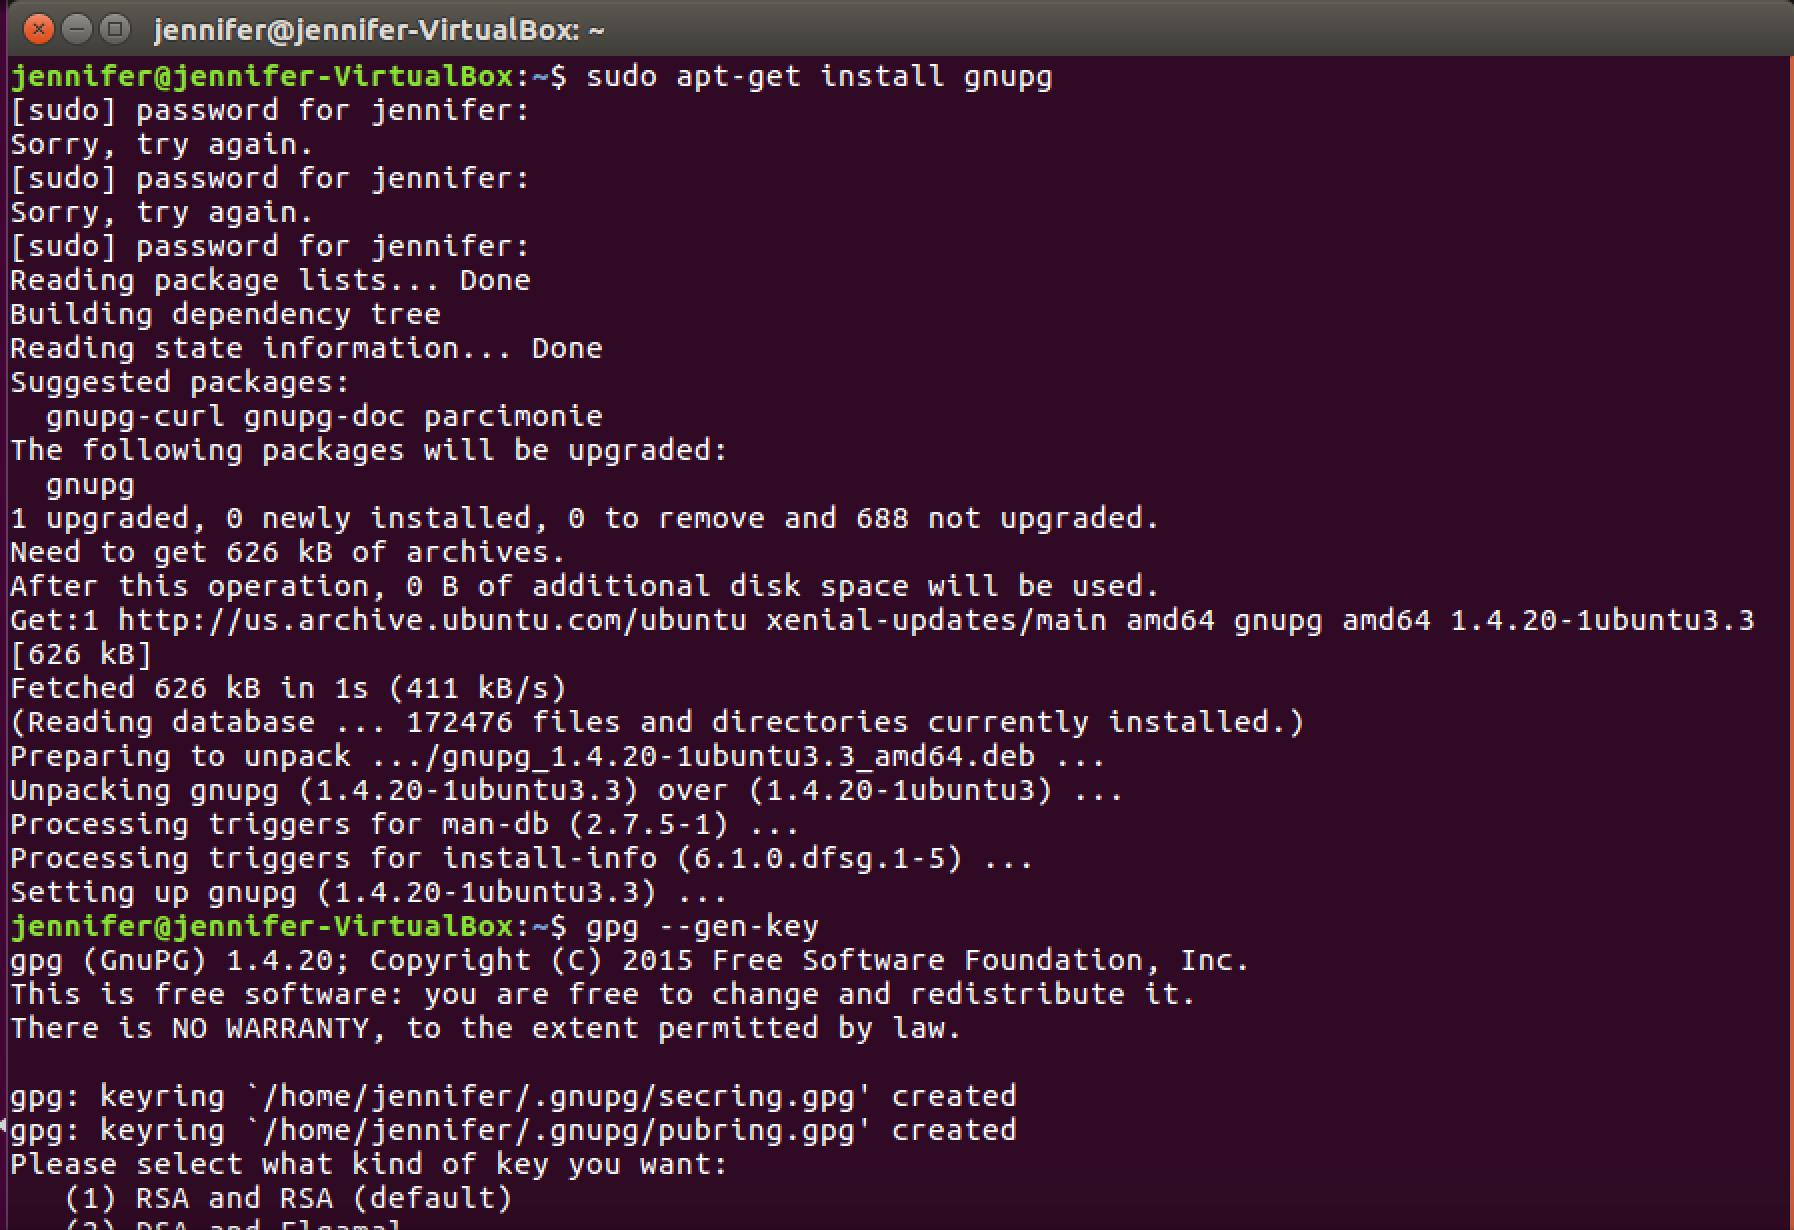 jennifer@jennifer-VirtualBox: ~
jennifer@jennifer-VirtualBox:~$ sudo apt-get install gnupg
[sudo] password for jennifer:
Sorry, try again.
[sudo] password for jennifer:
Sorry, try again.
[sudo] password for jennifer:
Reading package lists... Done
Building dependency tree
Reading state information... Done
Suggested packages:
  gnupg-curl gnupg-doc parcimonie
The following packages will be upgraded:
  gnupg
1 upgraded, 0 newly installed, 0 to remove and 688 not upgraded.
Need to get 626 kB of archives.
After this operation, 0 B of additional disk space will be used.
Get:1 http://us.archive.ubuntu.com/ubuntu xenial-updates/main amd64 gnupg amd64 1.4.20-1ubuntu3.3
[626 kB]
Fetched 626 kB in 1s (411 kB/s)
(Reading database ... 172476 files and directories currently installed.)
Preparing to unpack .../gnupg_1.4.20-1ubuntu3.3_amd64.deb ...
Unpacking gnupg (1.4.20-1ubuntu3.3) over (1.4.20-1ubuntu3) ...
Processing triggers for man-db (2.7.5-1) ...
Processing triggers for install-info (6.1.0.dfsg.1-5) ...
Setting up gnupg (1.4.20-1ubuntu3.3) ...
jennifer@jennifer-VirtualBox:~$ gpg --gen-key
gpg (GnuPG) 1.4.20; Copyright (C) 2015 Free Software Foundation, Inc.
This is free software: you are free to change and redistribute it.
There is NO WARRANTY, to the extent permitted by law.

gpg: keyring `/home/jennifer/.gnupg/secring.gpg' created
gpg: keyring `/home/jennifer/.gnupg/pubring.gpg' created
Please select what kind of key you want:
   (1) RSA and RSA (default)